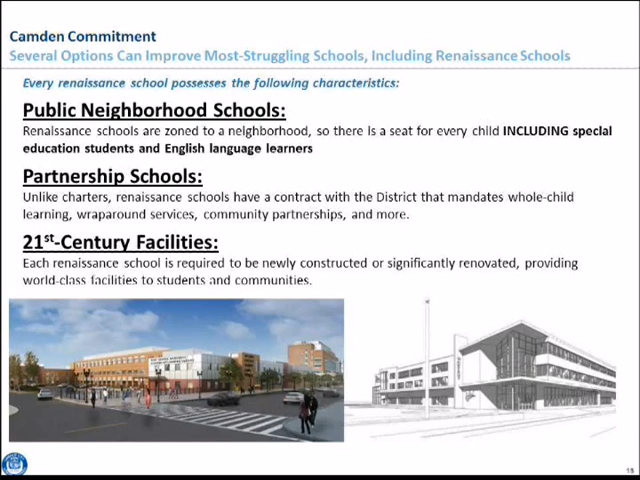 Camden Commitment
Several Options Can Improve Most-Struggling Schools, Including Renaissance Schools
Every renaissance school possesses the following characteristics:
Public Neighborhood Schools:
Renaissance schools are zoned to a neighborhood, so there is a seat for every child INCLUDING special
education students and English language learners
Partnership Schools:
Unlike charters, renaissance schools have a contract with the District that mandates whole-child
learning, wraparound services, community partnerships, and more.
21st-Century Facilities:
Each renaissance school is required to be newly constructed or significantly renovated, providing
world-class facilities to students and communities.